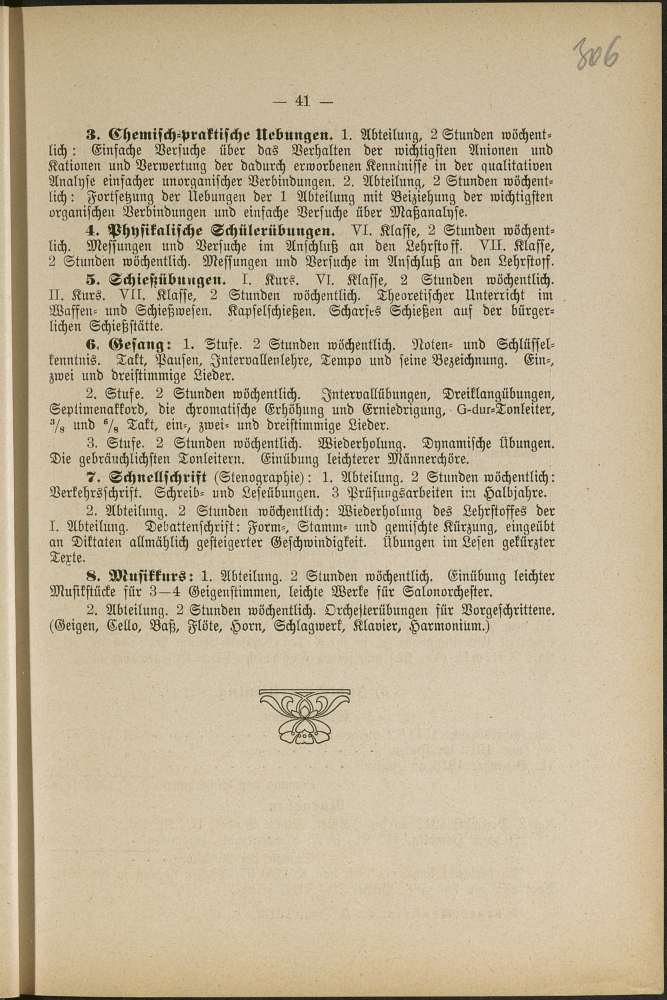 306
— 41 —
3. Chemisch-praktische Uebungen. 1. Abteilung, 2 Stunden wöchent-
lich: Einfache Versuche über das Verhalten der wichtigsten Anionen und
Kationen und Verwertung der dadurch erworbenen Kenntnisse in der qualitativen
Analyse einfacher unorganischer Verbindungen. 2. Abteilung, 2 Stunden wöchent-
lich: Fortsetzung der Uebungen der 1 Abteilung mit Beiziehung der wichtigsten
organischen Verbindungen und einfache Versuche über Maßanalyse.
4. Physikalische Schülerübungen. VI. Klasse, 2 Stunden wöchent-
lich. Messungen und Versuche im Anschluß an den Lehrstoff. VII. Klasse,
2 Stunden wöchentlich. Messungen und Versuche im Anschluß an den Lehrstoff.
5. Schießübungen. I. Kurs. VI. Klasse, 2 Stunden wöchentlich.
II. Kurs. VII. Klasse, 2 Stunden wöchentlich. Theoretischer Unterricht im
Waffen- und Schießwesen. Kapselschießen. Scharfes Schießen auf der bürger-
lichen Schießstätte.
6. Gesang: 1. Stufe. 2 Stunden wöchentlich. Noten- und Schlüssel-
kenntnis. Takt, Pausen, Intervallenlehre, Tempo und seine Bezeichnung. Ein-,
zwei und dreistimmige Lieder.
2. Stufe. 2 Stunden wöchentlich. Intervallübungen, Dreiklangübungen,
Septimenakkord, die chromatische Erhöhung und Erniedrigung, G-dur-Tonleiter,
3/8 und 6/8 Takt, ein-, zwei- und dreistimmige Lieder.
3. Stufe. 2 Stunden wöchentlich. Wiederholung. Dynamische Übungen.
Die gebräuchlichsten Tonleitern. Einübung leichterer Männerchöre.
7. Schnellschrift (Stenographie): 1. Abteilung. 2 Stunden wöchentlich:
Verkehrsschrift. Schreib- und Leseübungen. 3 Prüfungsarbeiten im Halbjahre.
2. Abteilung. 2 Stunden wöchentlich: Wiederholung des Lehrstoffes der
I. Abteilung. Debattenschrift: Form-, Stamm- und gemischte Kürzung, eingeübt
an Diktaten allmählich gesteigerter Geschwindigkeit. Übungen im Lesen gekürzter
Texte.
8. Musikkurs: 1. Abteilung. 2 Stunden wöchentlich. Einübung leichter
Musikstücke für 3—4 Geigenstimmen, leichte Werke für Salonorchester.
2. Abteilung. 2 Stunden wöchentlich. Orchesterübungen für Vorgeschrittene.
(Geigen, Cello, Baß, Flöte, Horn, Schlagwerk, Klavier, Harmonium.)